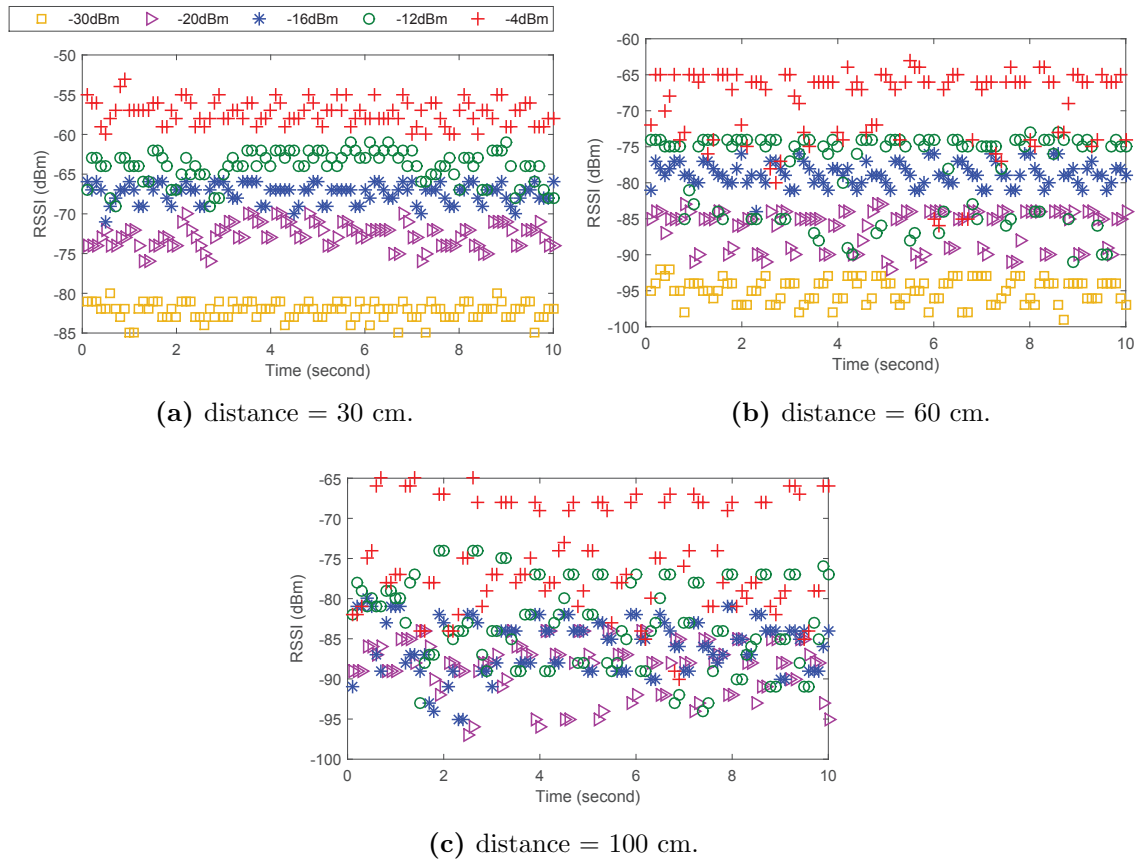 -30dBm -20dBm -16dBm -12dBm -4dBm
-50
-55
-60
-65
-70
-75
-80
-85
RSSI (dBm)
0 2 4 6 8 10
Time (second)
(a) distance = 30 cm.
-60
-65
-70
-75
-80
-85
-90
-95
-100
RSSI (dBm)
0 2 4 6 8 10
Time (second)
(b) distance = 60 cm.
-65
-70
-75
-80
-85
-90
-95
-100
RSSI (dBm)
0 2 4 6 8 10
Time (second)
(c) distance = 100 cm.